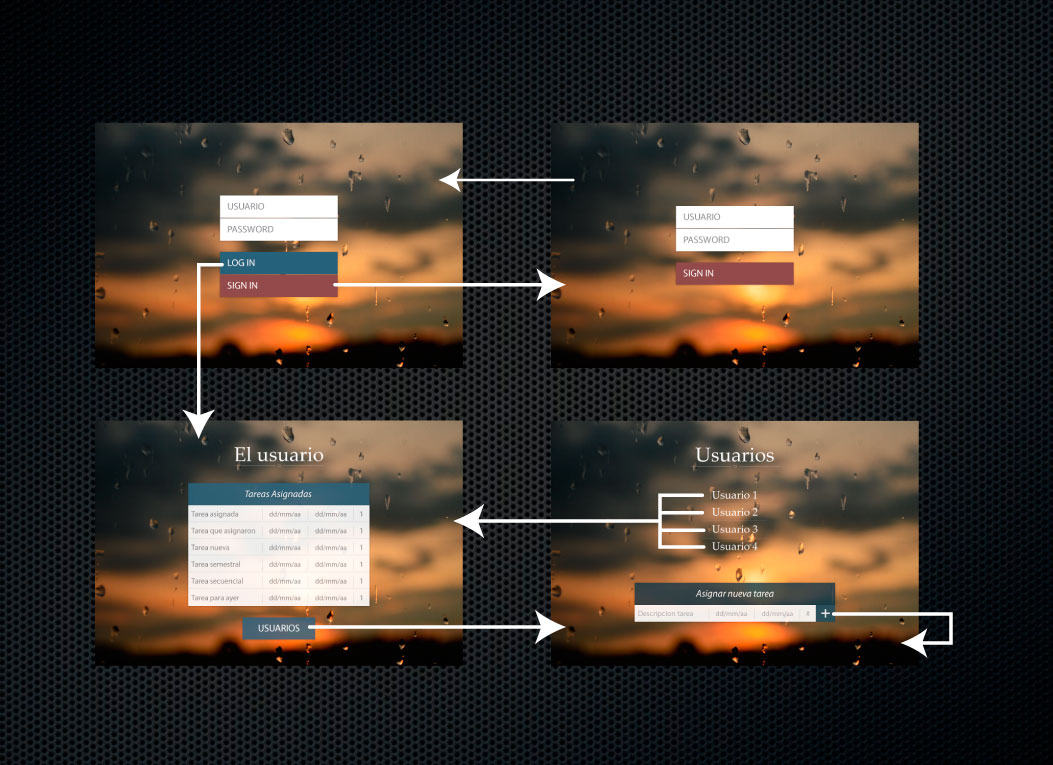 USUARIO
PASSWORD
LOG IN
SIGN IN
USUARIO
PASSWORD
SIGN IN
El usuario
Tareas Asignadas
Tarea asignada dd/mm/aa dd/mm/aa 1
Tarea que asignaron dd/mm/aa dd/mm/aa 1
Tarea nueva dd/mm/aa dd/mm/aa 1
Tarea semestral dd/mm/aa dd/mm/aa 1
Tarea secuencial dd/mm/aa dd/mm/aa 1
Tarea para ayer dd/mm/aa dd/mm/aa 1
USUARIOS
Usuarios
Usuario 1
Usuario 2
Usuario 3
Usuario 4
Asignar nueva tarea
Descripcion tarea dd/mm/aa dd/mm/aa # +